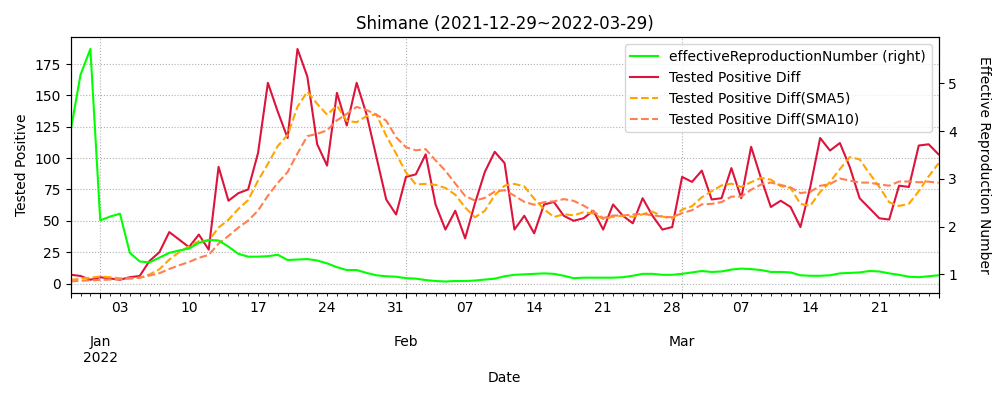 Shimane (2021-12-29~2022-03-29)
effectiveReproductionNumber (right)
Tested Positive Diff
Tested Positive Diff(SMA5)
Tested Positive Diff(SMA10)
Tested Positive
175
150
125
100
75
50
25
0
Effective Reproduction Number
5
4
3
2
1
03 10 17 24 31 07 14 21 28 07 14 21
Jan Feb Mar
2022
Date